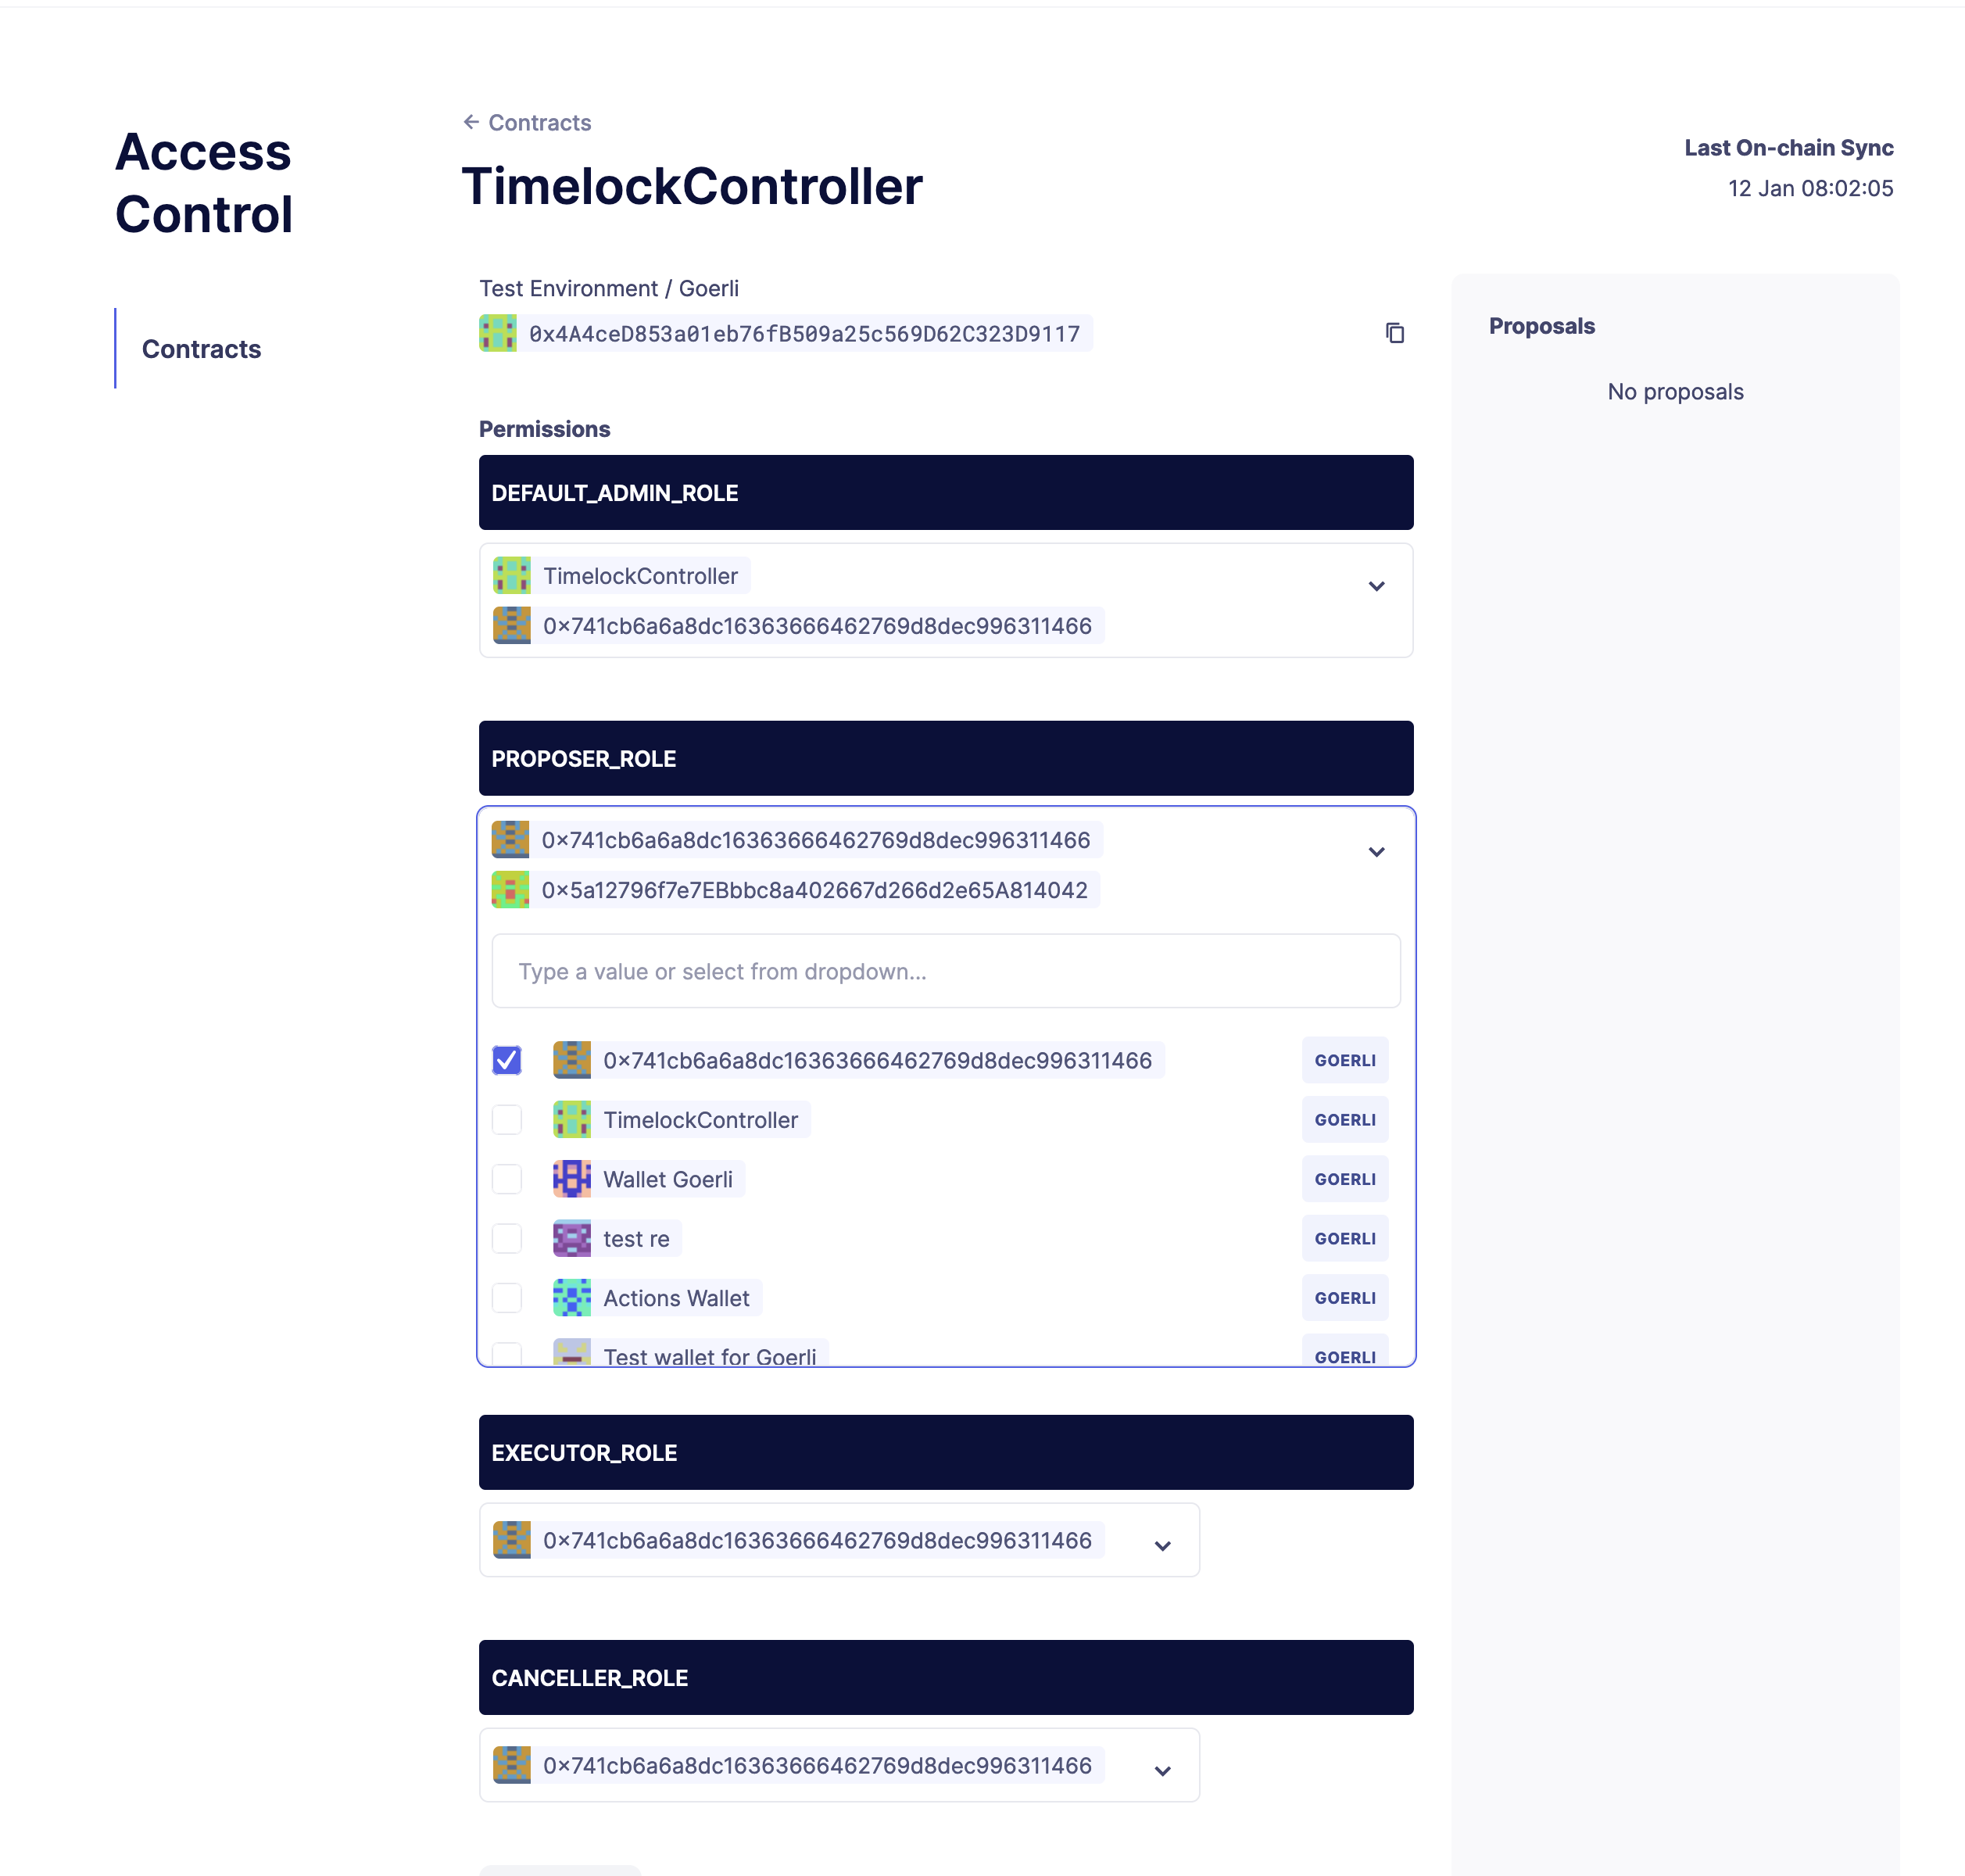 Access
Control
Contracts
← Contracts
TimelockController
Last On-chain Sync
12 Jan 08:02:05
Test Environment / Goerli
0x4A4ceD853a01eb76fB509a25c569D62C323D9117
Permissions
DEFAULT_ADMIN_ROLE
TimelockController
0x741cb6a6a8dc16363666462769d8dec996311466
PROPOSER_ROLE
0x741cb6a6a8dc16363666462769d8dec996311466
0x5a12796f7e7EBbbc8a402667d266d2e65A814042
Type a value or select from dropdown...
0x741cb6a6a8dc16363666462769d8dec996311466 GOERLI
TimelockController GOERLI
Wallet Goerli GOERLI
test re GOERLI
Actions Wallet GOERLI
Test wallet for Goerli GOERLI
EXECUTOR_ROLE
0x741cb6a6a8dc16363666462769d8dec996311466
CANCELLER_ROLE
0x741cb6a6a8dc16363666462769d8dec996311466
Proposals
No proposals